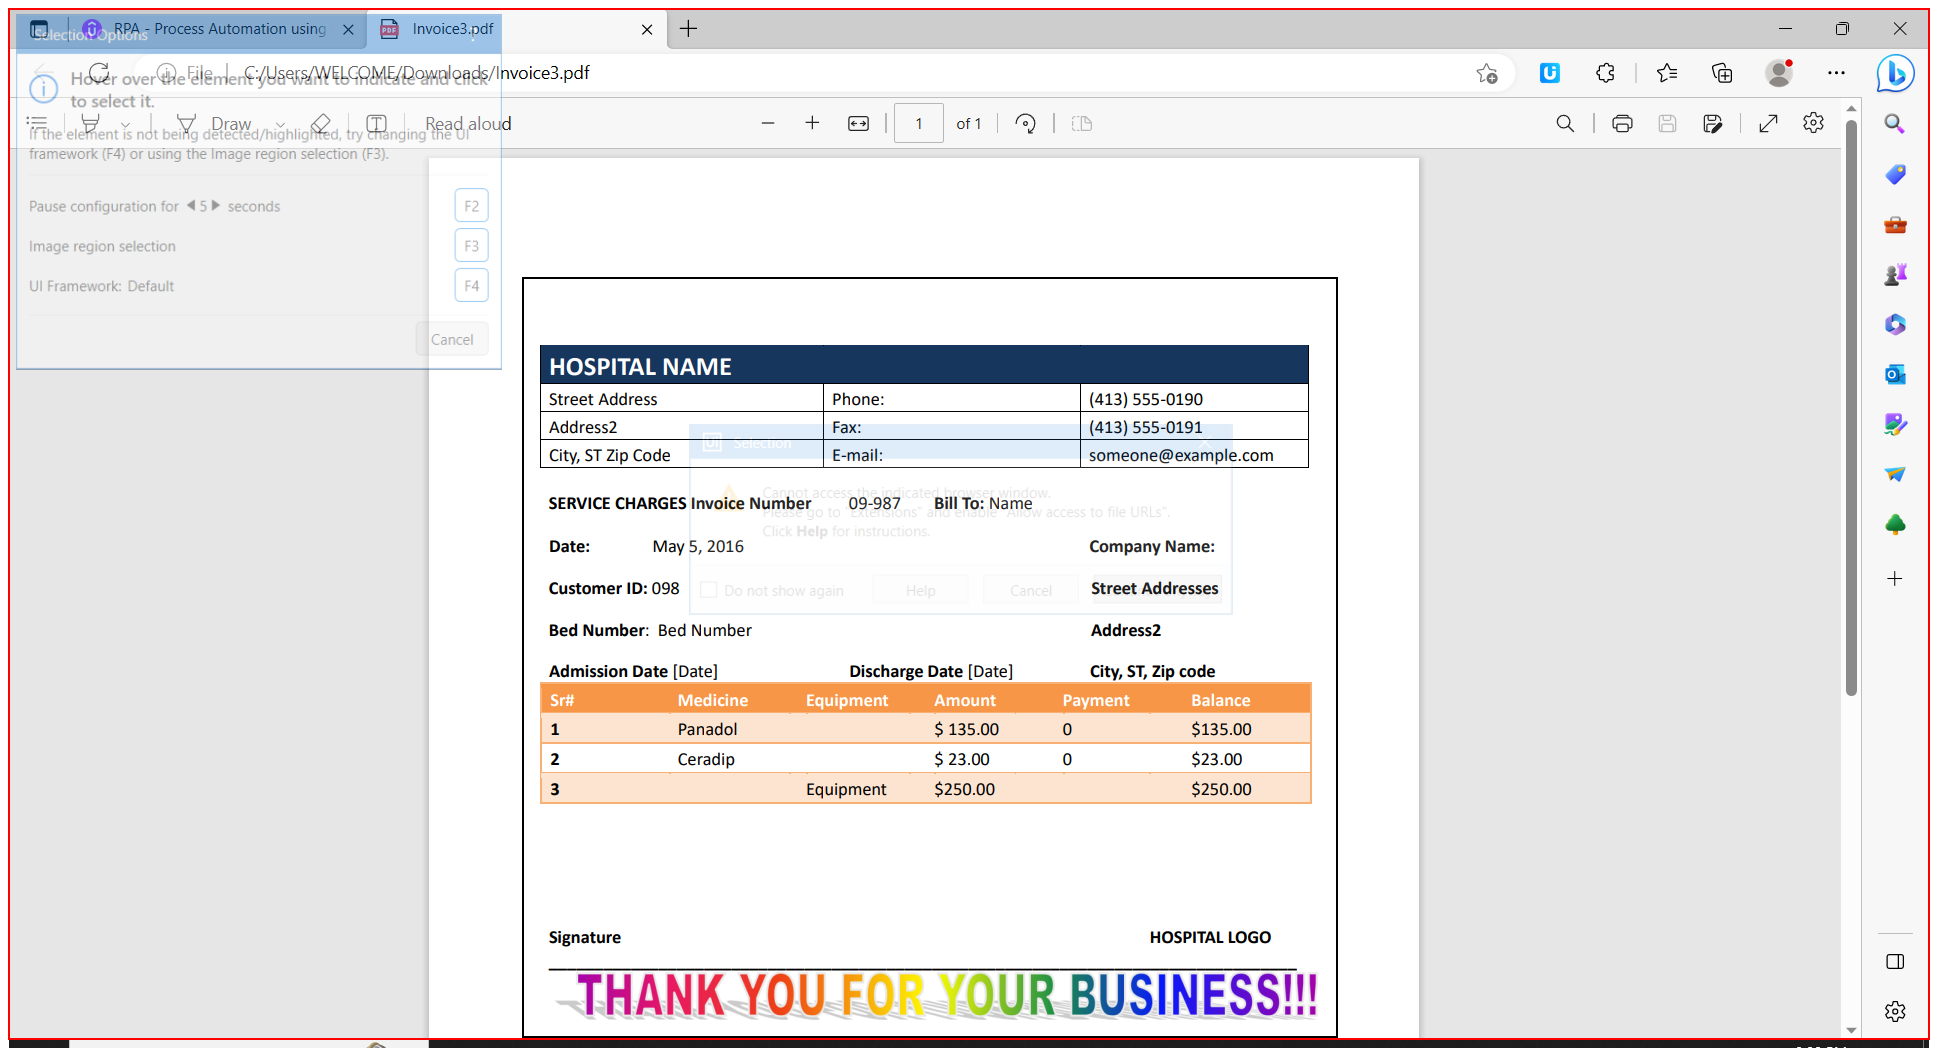 RPA - Process Automation using
Invoice3.pdf
Selection Options
File
C:/Users/WELCOME/Downloads/Invoice3.pdf
Hover over the element you want to indicate and click
to select it.
Draw
Read aloud
1 of 1
If the element is not being detected/highlighted, try changing the UI
framework (F4) or using the Image region selection (F3).
Pause configuration for 5 seconds F2
Image region selection F3
UI Framework: Default F4
Cancel
HOSPITAL NAME
Street Address Phone: (413) 555-0190
Address2 Fax: (413) 555-0191
City, ST Zip Code E-mail: someone@example.com
Selection
Cannot access the indicated browser window.
Please go to "Extensions" and enable "Allow access to file URLs".
Click Help for instructions.
Do not show again Help Cancel
SERVICE CHARGES Invoice Number 09-987 Bill To: Name
Date: May 5, 2016 Company Name:
Customer ID: 098 Street Addresses
Bed Number: Bed Number Address2
Admission Date [Date] Discharge Date [Date] City, ST, Zip code
Sr# Medicine Equipment Amount Payment Balance
1 Panadol $ 135.00 0 $135.00
2 Ceradip $ 23.00 0 $23.00
3 Equipment $250.00 $250.00
Signature HOSPITAL LOGO
THANK YOU FOR YOUR BUSINESS!!!